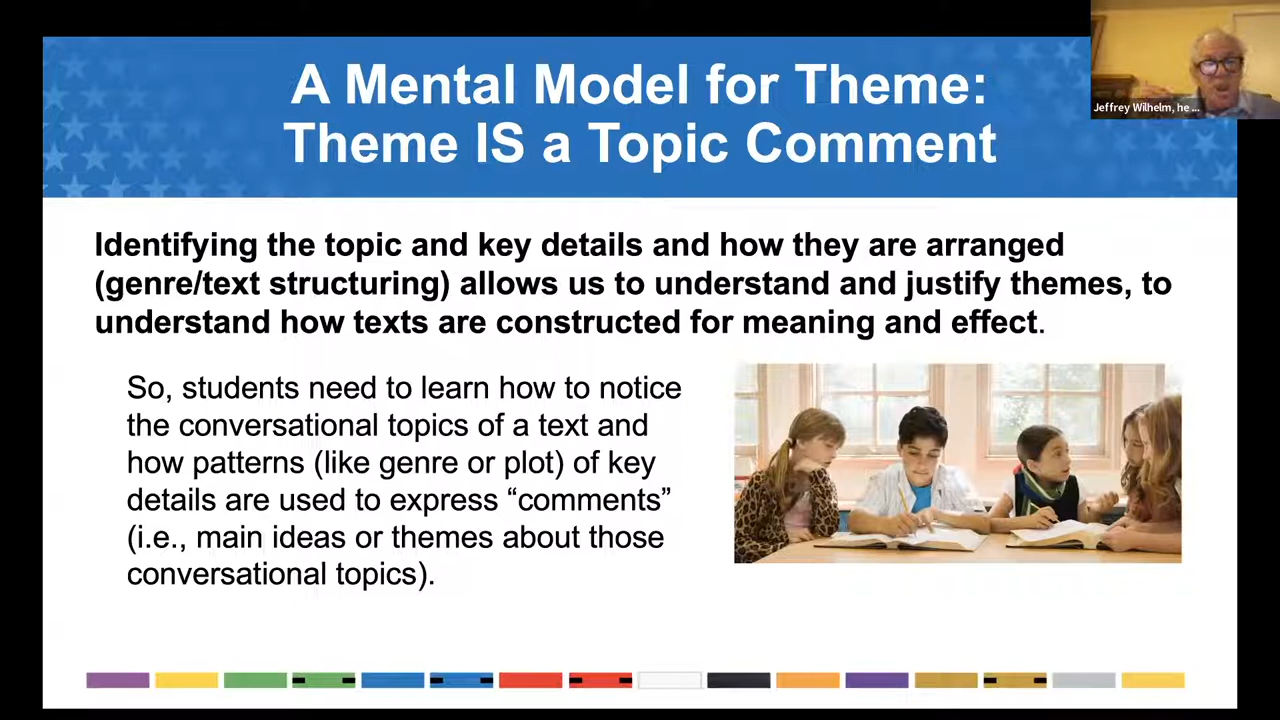 A Mental Model for Theme:
Theme IS a Topic Comment
Jeffrey Wilhelm, he ...
Identifying the topic and key details and how they are arranged
(genre/text structuring) allows us to understand and justify themes, to
understand how texts are constructed for meaning and effect.
So, students need to learn how to notice
the conversational topics of a text and
how patterns (like genre or plot) of key
details are used to express “comments”
(i.e., main ideas or themes about those
conversational topics).